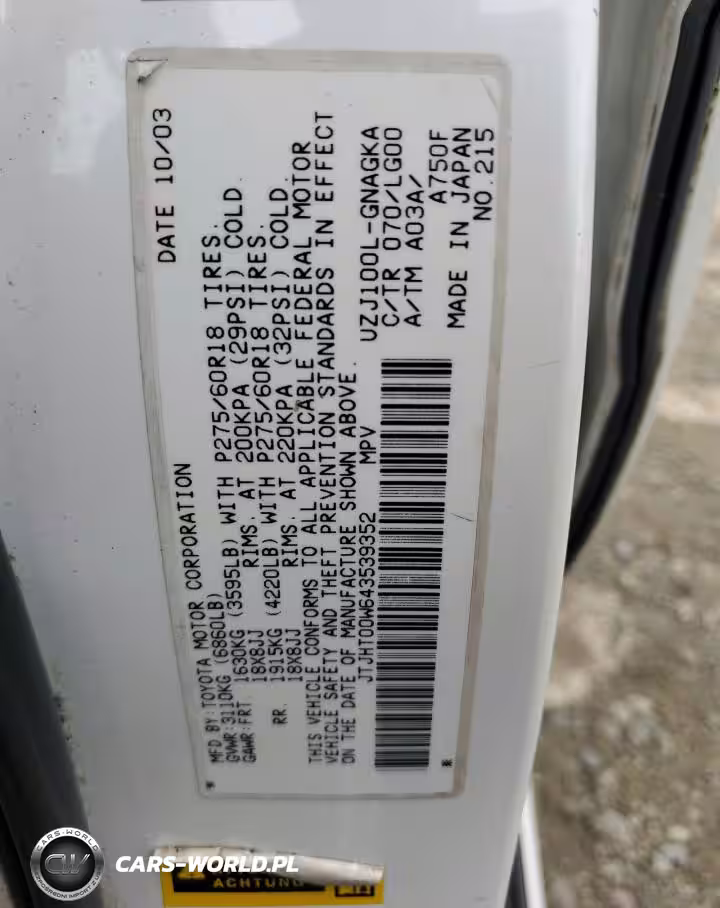 MFD BY:TOYOTA MOTOR CORPORATION DATE 10/03
GVWR:3110KG (6860LB)
GAWR:FRT. 1630KG (3595LB) WITH P275/60R18 TIRES.
18X8JJ RIMS. AT 200KPA (29PSI) COLD.
RR. 1915KG (4220LB) WITH P275/60R18 TIRES.
18X8JJ RIMS. AT 220KPA (32PSI) COLD.
THIS VEHICLE CONFORMS TO ALL APPLICABLE FEDERAL MOTOR
VEHICLE SAFETY AND THEFT PREVENTION STANDARDS IN EFFECT
ON THE DATE OF MANUFACTURE SHOWN ABOVE.
JTJHT00W643539352 MPV
UZJ100L-GNAGKA
C/TR 070/LG00
A/TM A03A/ A750F
MADE IN JAPAN
NO.215
ACHTUNG
CARS-WORLD
CW
CARS-WORLD.PL